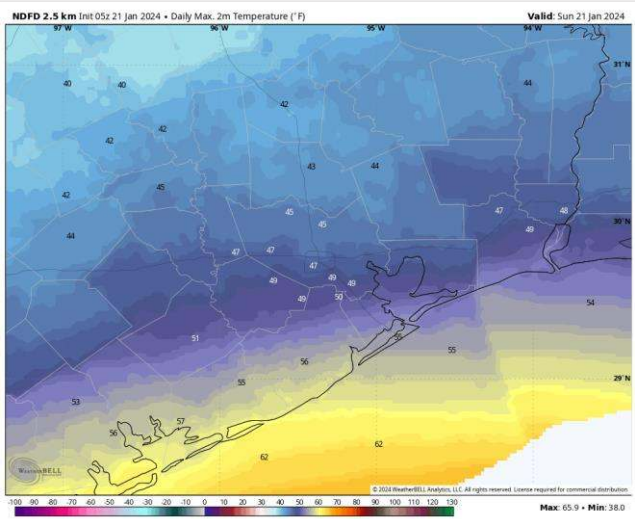 NDFD 2.5 km Init 05z 21 Jan 2024 • Daily Max. 2m Temperature (°F) Valid: Sun 21 Jan 2024
97°W 96°W 95°W 94°W
31°N
40 40 44
42
42 42
43 44
42 45
45 47 48
45 30°N
44 49
47 47
47
49 49 49
49 50
54
51
55
56 55
55 29°N
53
57
56
62
62
WEATHERBELL
© 2024 WeatherBELL Analytics, LLC. All rights reserved. License required for commercial distribution
-100 -90 -80 -70 -60 -50 -40 -30 -20 -10 0 10 20 30 40 50 60 70 80 90 100 110 120 130
Max: 65.9 • Min: 38.0